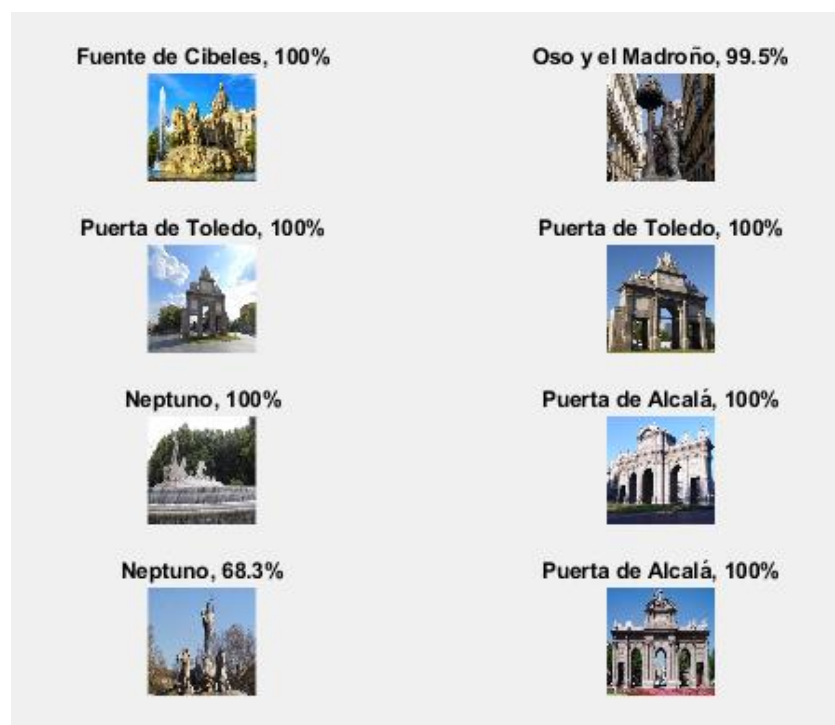 Fuente de Cibeles, 100%
Oso y el Madroño, 99.5%
Puerta de Toledo, 100%
Puerta de Toledo, 100%
Neptuno, 100%
Puerta de Alcalá, 100%
Neptuno, 68.3%
Puerta de Alcalá, 100%